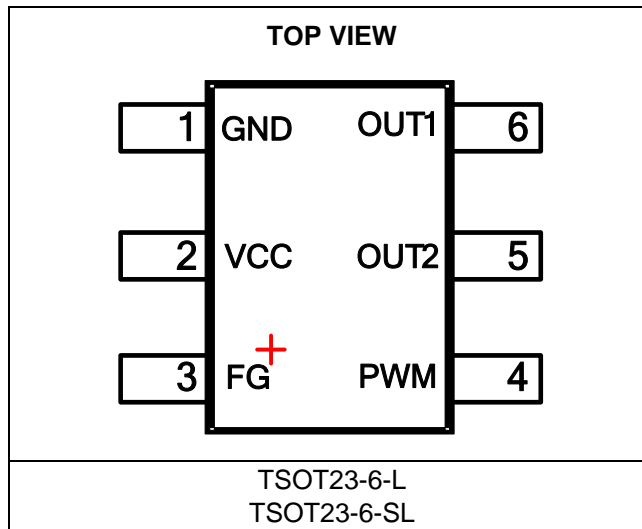 TOP VIEW
1 GND OUT1 6
2 VCC OUT2 5
3 FG PWM 4
TSOT23-6-L
TSOT23-6-SL